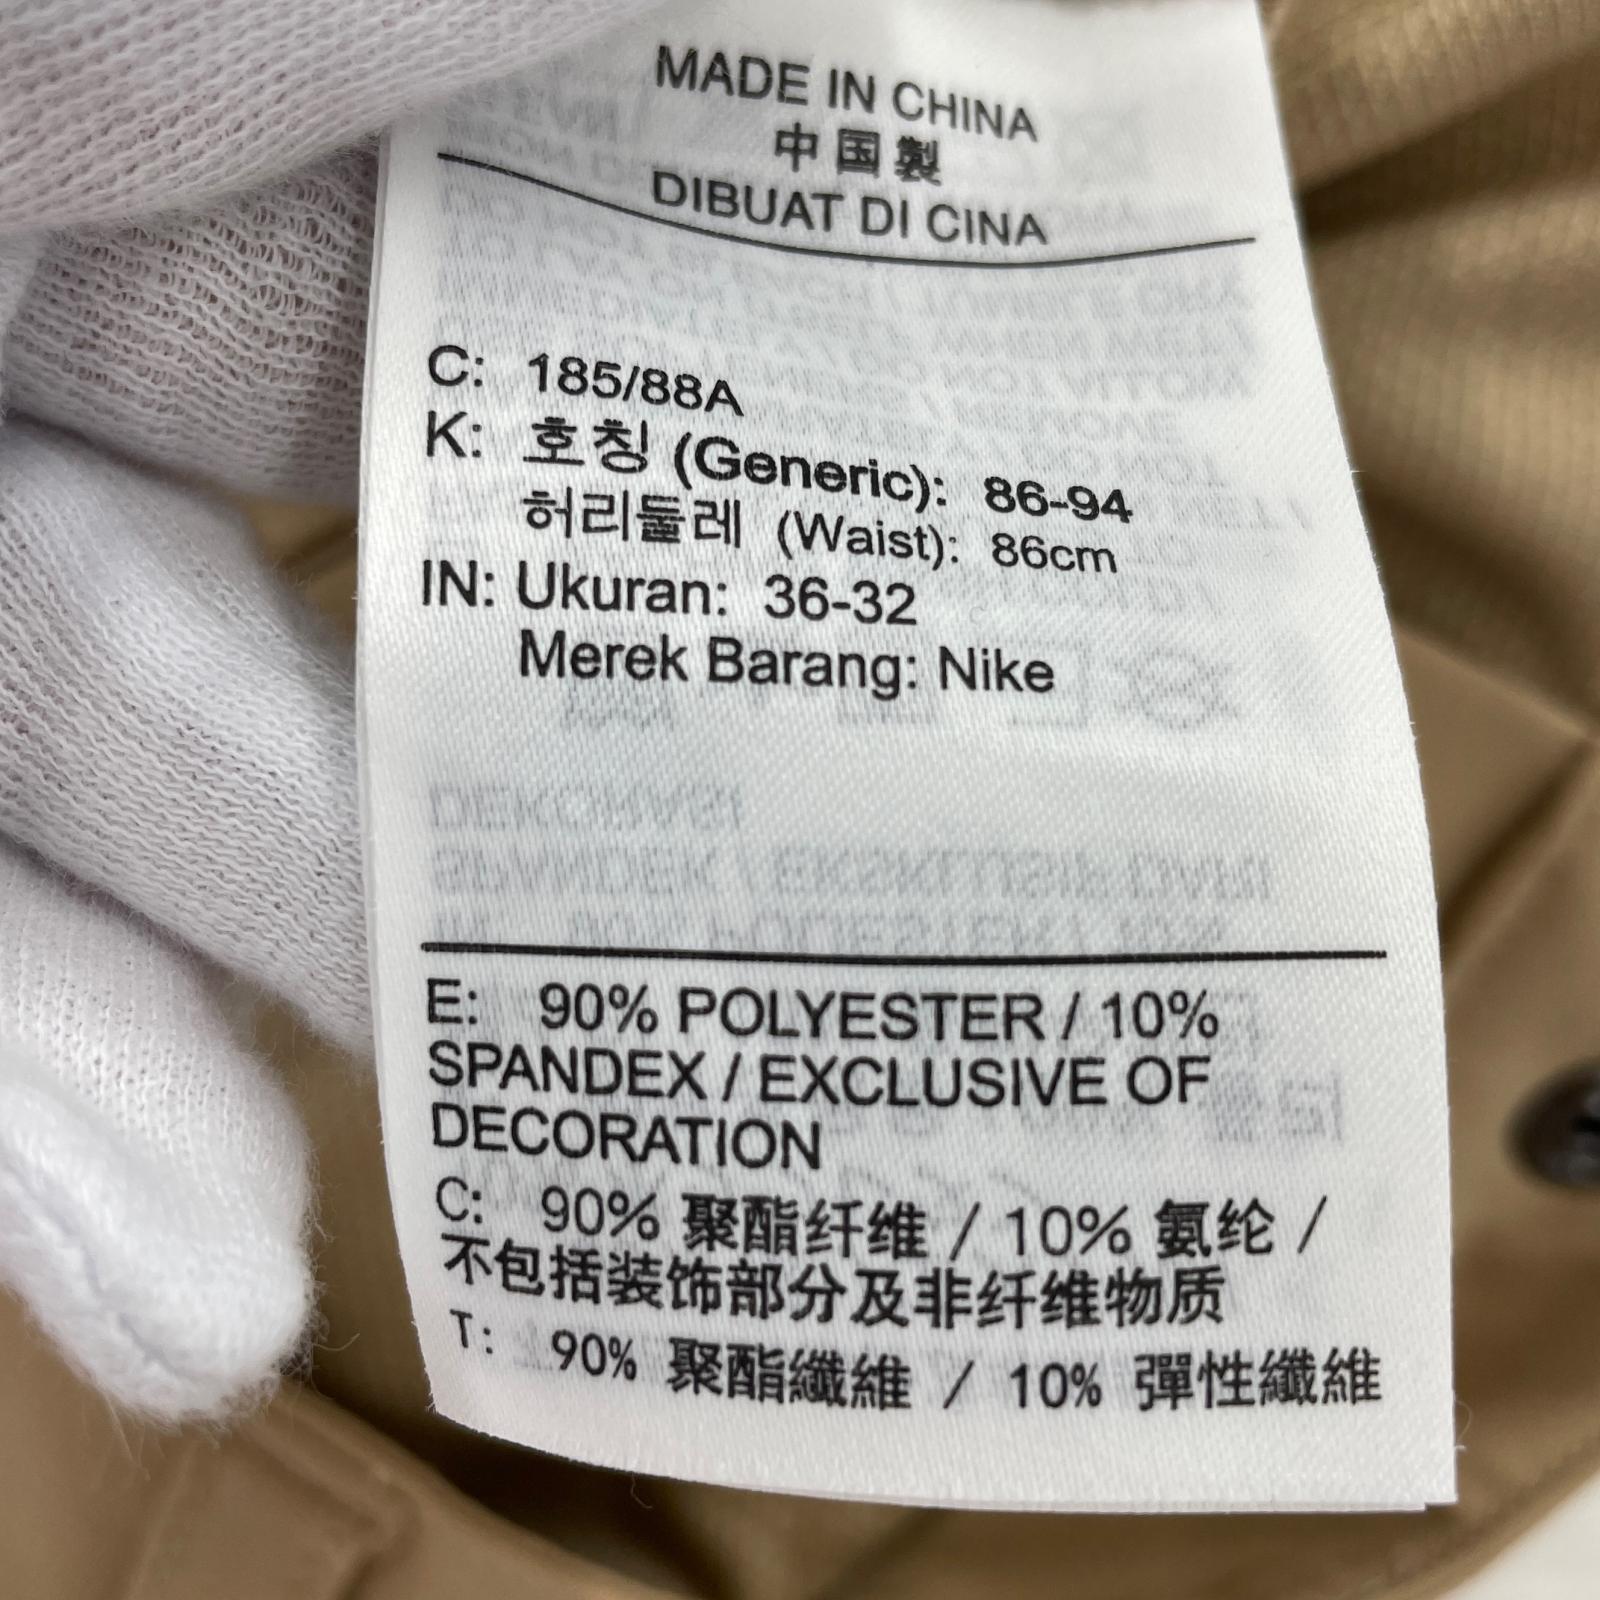 MADE IN CHINA
中国製
DIBUAT DI CINA
C: 185/88A
K: 호칭 (Generic): 86-94
허리둘레 (Waist): 86cm
IN: Ukuran: 36-32
Merek Barang: Nike
E: 90% POLYESTER / 10%
SPANDEX / EXCLUSIVE OF
DECORATION
C: 90% 聚酯纤维 / 10% 氨纶 /
不包括装饰部分及非纤维物质
T: 90% 聚酯纖維 / 10% 彈性纖維